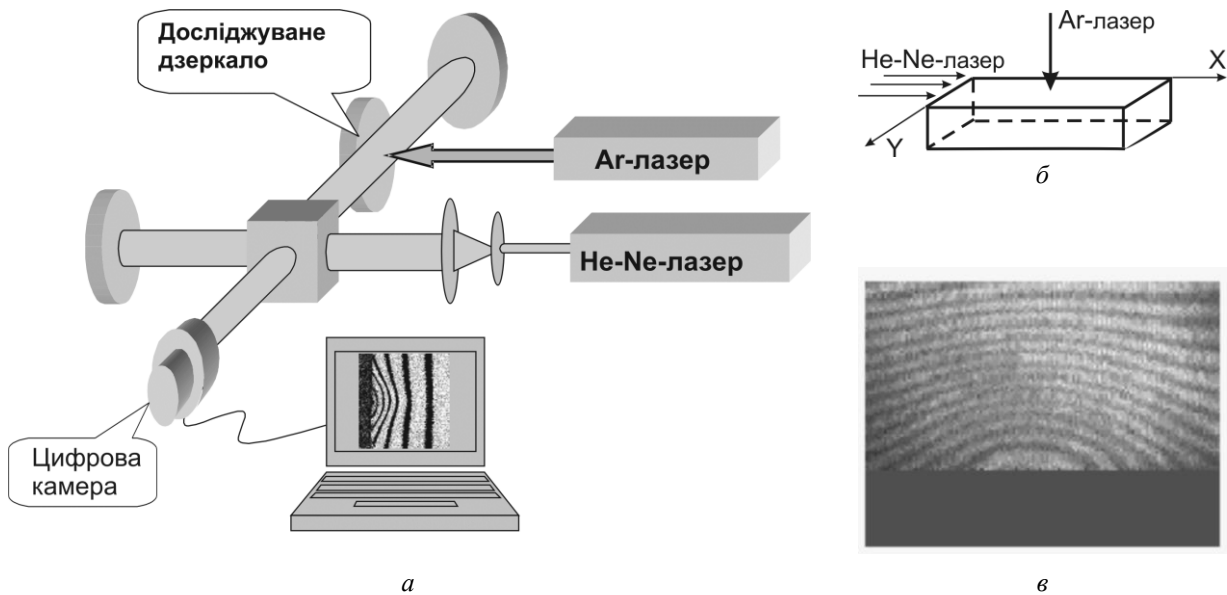 Досліджуване
дзеркало
Ar-лазер
He-Ne-лазер
Цифрова
камера
а
Ar-лазер
He-Ne-лазер
X
Y
б
в